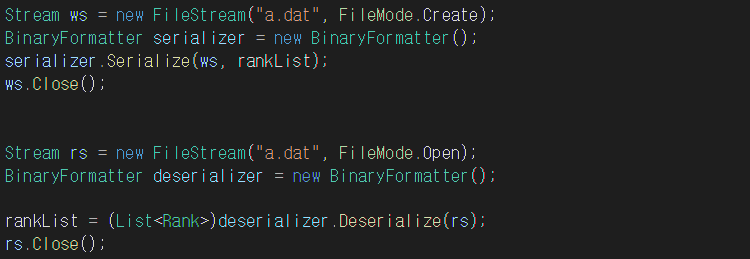 Stream ws = new FileStream("a.dat", FileMode.Create);
BinaryFormatter serializer = new BinaryFormatter();
serializer.Serialize(ws, rankList);
ws.Close();
Stream rs = new FileStream("a.dat", FileMode.Open);
BinaryFormatter deserializer = new BinaryFormatter();
rankList = (List<Rank>)deserializer.Deserialize(rs);
rs.Close();